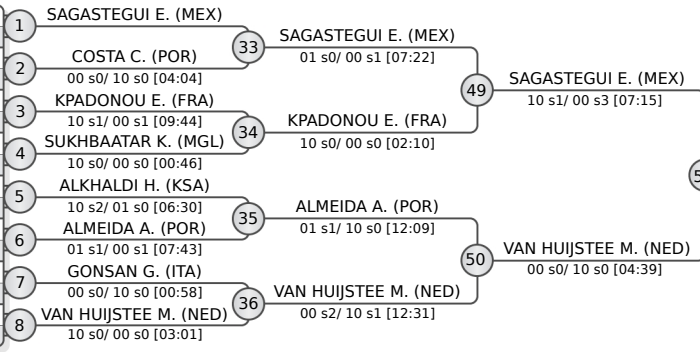 1
SAGASTEGUI E. (MEX)
2
COSTA C. (POR)
00 s0/ 10 s0 [04:04]
33
SAGASTEGUI E. (MEX)
01 s0/ 00 s1 [07:22]
3
KPADONOU E. (FRA)
10 s1/ 00 s1 [09:44]
4
SUKHBAATAR K. (MGL)
10 s0/ 00 s0 [00:46]
34
KPADONOU E. (FRA)
10 s0/ 00 s0 [02:10]
49
SAGASTEGUI E. (MEX)
10 s1/ 00 s3 [07:15]
5
ALKHALDI H. (KSA)
10 s2/ 01 s0 [06:30]
6
ALMEIDA A. (POR)
01 s1/ 00 s1 [07:43]
35
ALMEIDA A. (POR)
01 s1/ 10 s0 [12:09]
7
GONSAN G. (ITA)
00 s0/ 10 s0 [00:58]
8
VAN HUIJSTEE M. (NED)
10 s0/ 00 s0 [03:01]
36
VAN HUIJSTEE M. (NED)
00 s2/ 10 s1 [12:31]
50
VAN HUIJSTEE M. (NED)
00 s0/ 10 s0 [04:39]